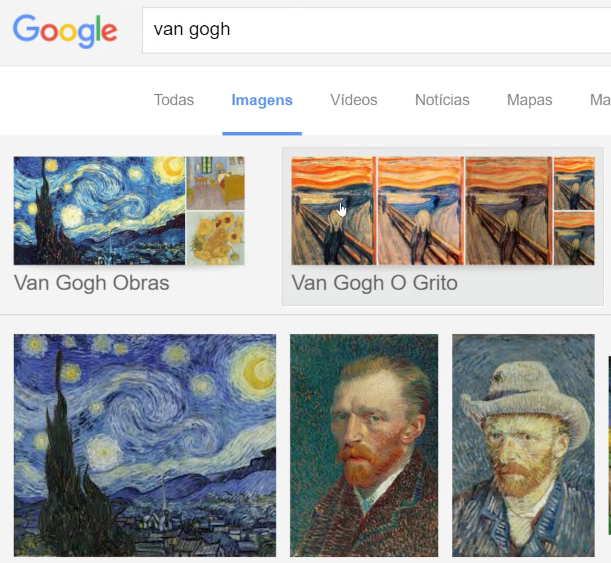 Google
van gogh
Todas Imagens Vídeos Notícias Mapas Ma
Van Gogh Obras
Van Gogh O Grito